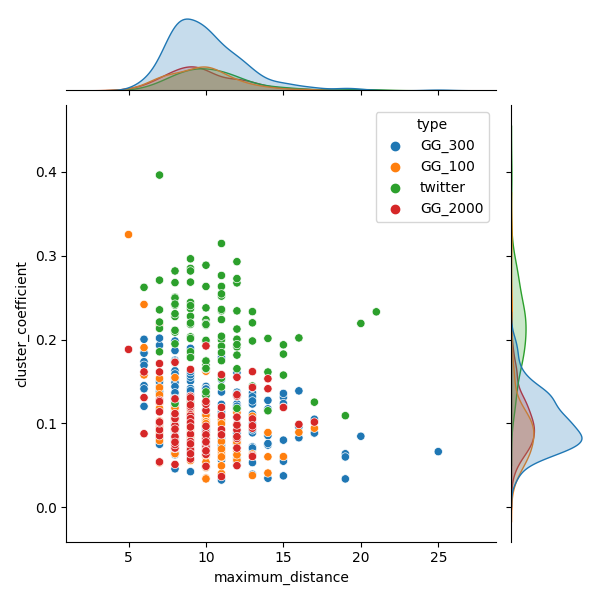 type
GG_300
GG_100
twitter
GG_2000
0.4
0.3
0.2
0.1
0.0
cluster_coefficient
5 10 15 20 25
maximum_distance